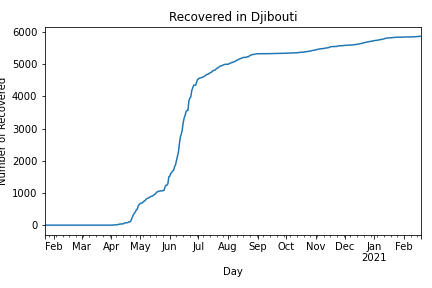 Recovered in Djibouti
Number of Recovered
6000
5000
4000
3000
2000
1000
0
Feb Mar Apr May Jun Jul Aug Sep Oct Nov Dec Jan Feb
2021
Day